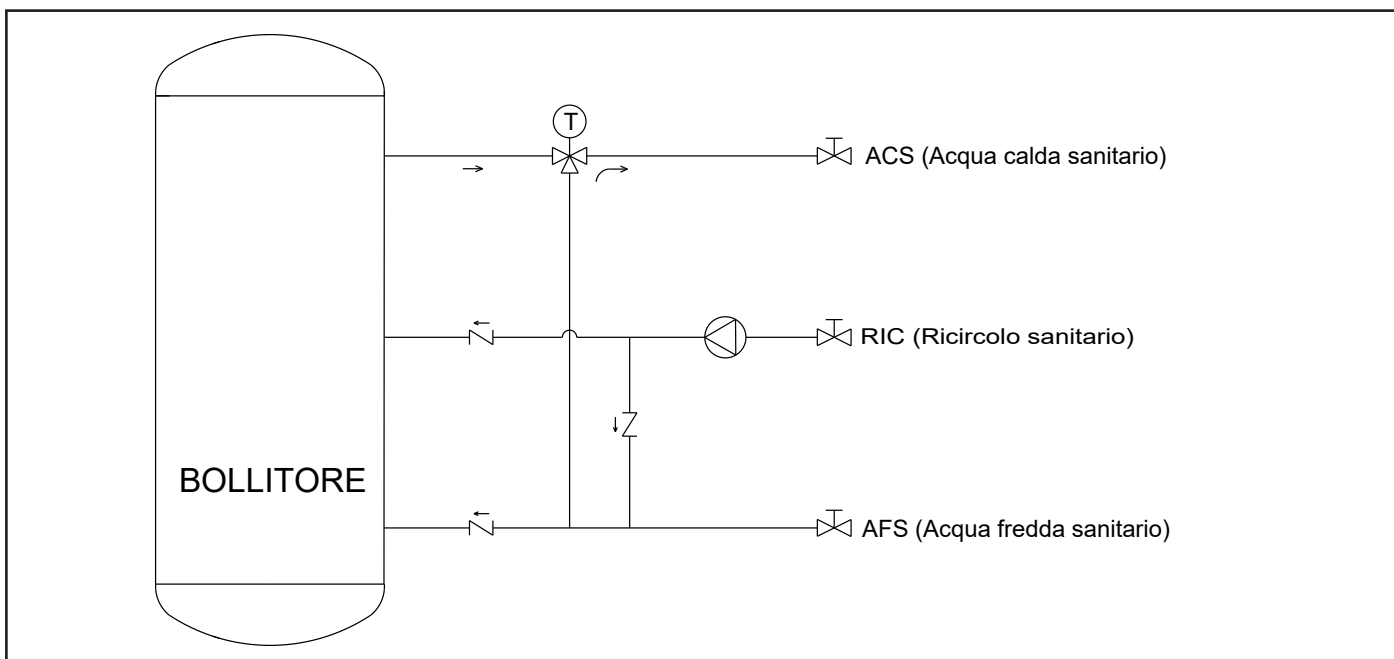 T
ACS (Acqua calda sanitario)
RIC (Ricircolo sanitario)
BOLLITORE
AFS (Acqua fredda sanitario)